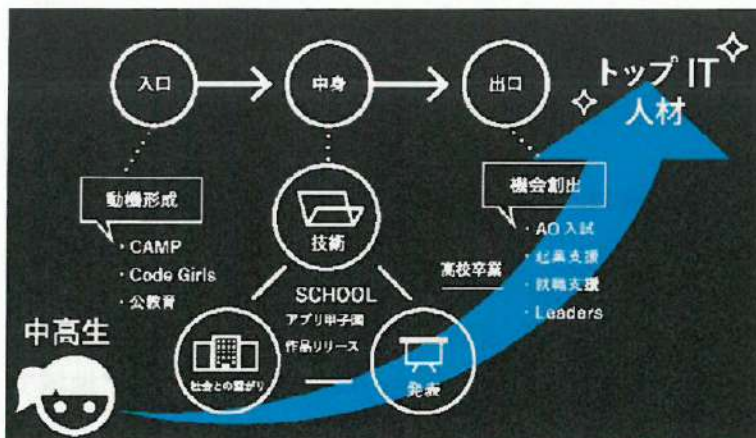 入口
中身
出口
トップ IT
人材
動機形成
・CAMP
・Code Girls
・公教育
技術
機会創出
・AO 入試
・起業支援
・就職支援
・Leaders
高校卒業
SCHOOL
アプリ甲子園
作品リリース
社会との繋がり
発表
中高生